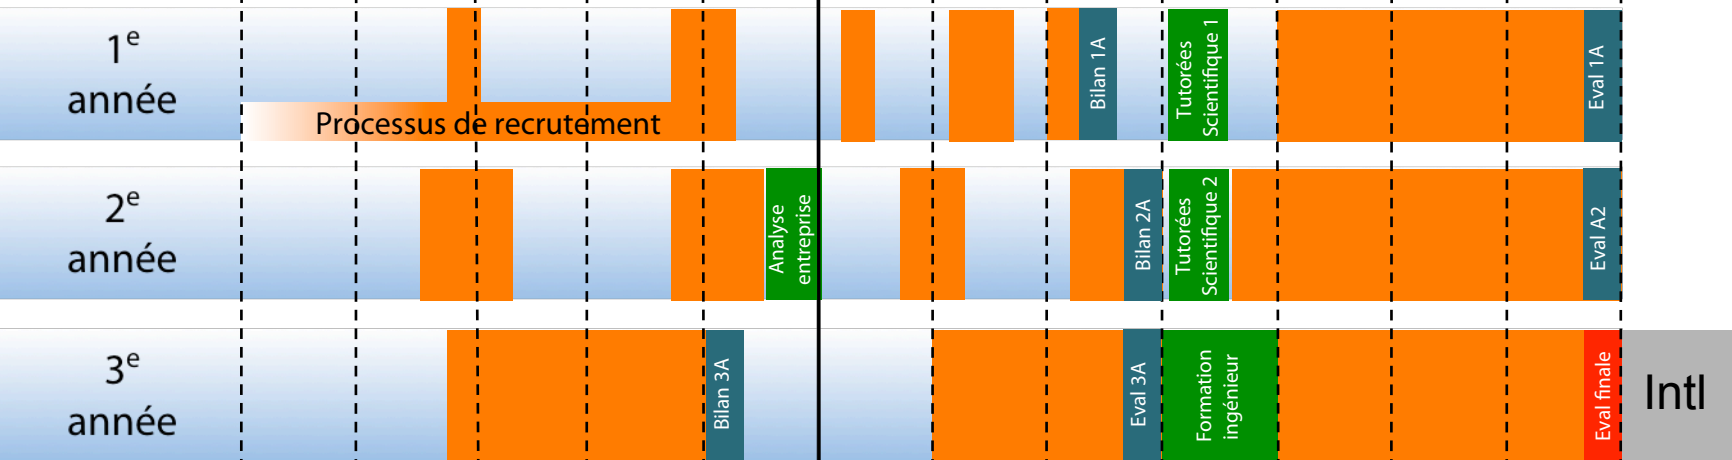 1e
année
Processus de recrutement
Bilan 1A
Tutorées
Scientifique 1
Eval 1A
2e
année
Analyse
entreprise
Bilan 2A
Tutorées
Scientifique 2
Eval A2
3e
année
Bilan 3A
Eval 3A
Formation
ingénieur
Eval finale
Intl